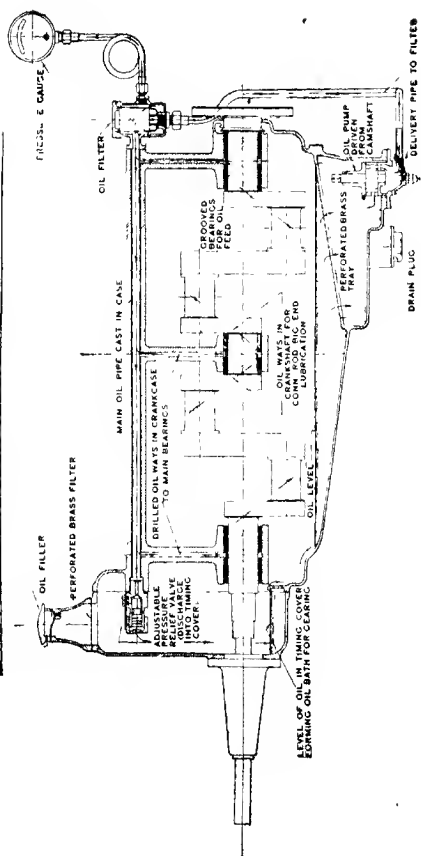 PRESSURE GAUGE
OIL FILTER
OIL FILLER
PERFORATED BRASS FILTER
MAIN OIL PIPE CAST IN CASE
DRILLED OIL WAYS IN CRANKCASE
TO MAIN BEARINGS
ADJUSTABLE
PRESSURE
RELIEF VALVE
(DISCHARGE
INTO TIMING
COVER.
GROOVED
BEARINGS
FOR OIL
FEED
OIL WAYS IN
CRANKSHAFT FOR
CONN ROD BIG END
LUBRICATION
OIL LEVEL
LEVEL OF OIL IN TIMING COVER
FORMING OIL BATH FOR GEARING
PERFORATED BRASS
TRAY
OIL PUMP
DRIVEN
FROM
CAMSHAFT
DELIVERY PIPE TO FILTER
DRAIN PLUG